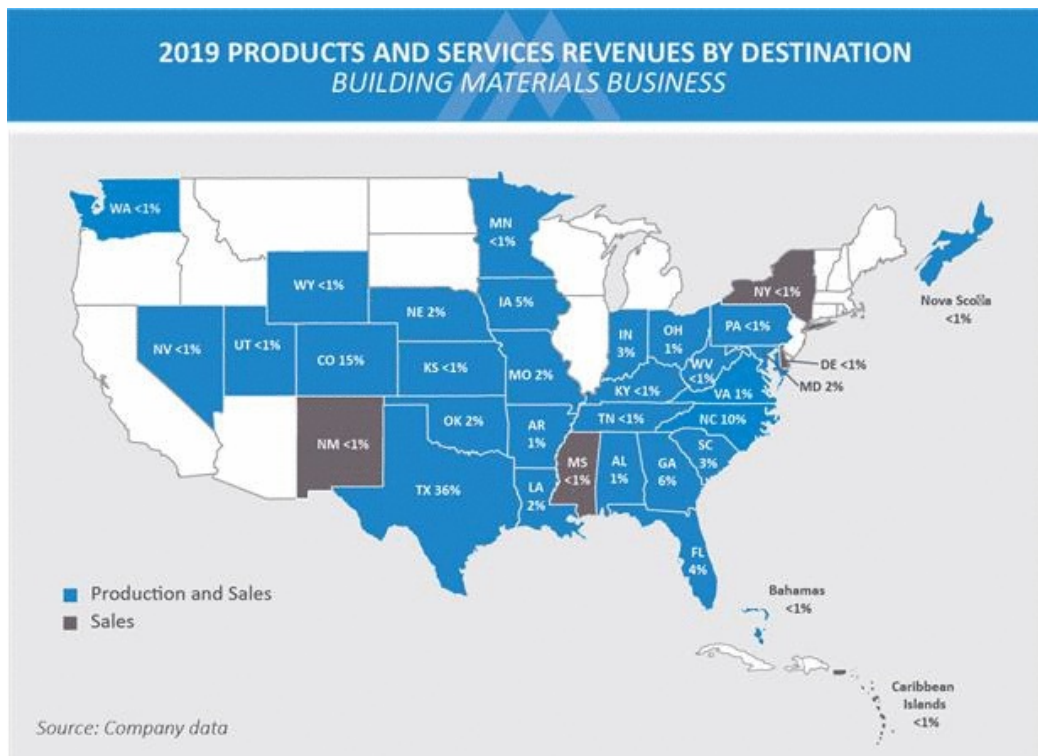 2019 PRODUCTS AND SERVICES REVENUES BY DESTINATION
BUILDING MATERIALS BUSINESS
WA <1%
MN
<1%
WY <1%
IA 5%
NE 2%
NV <1%
UT <1%
CO 15%
KS <1%
MO 2%
IN
3%
OH
1%
PA <1%
NY <1%
Nova Scotia
<1%
WV
<1%
DE <1%
MD 2%
KY <1%
VA 1%
TN <1%
NC 10%
NM <1%
OK 2%
AR
1%
SC
3%
TX 36%
LA
2%
MS
<1%
AL
1%
GA
6%
FL
4%
Production and Sales
Sales
Bahamas
<1%
Caribbean
Islands
<1%
Source: Company data